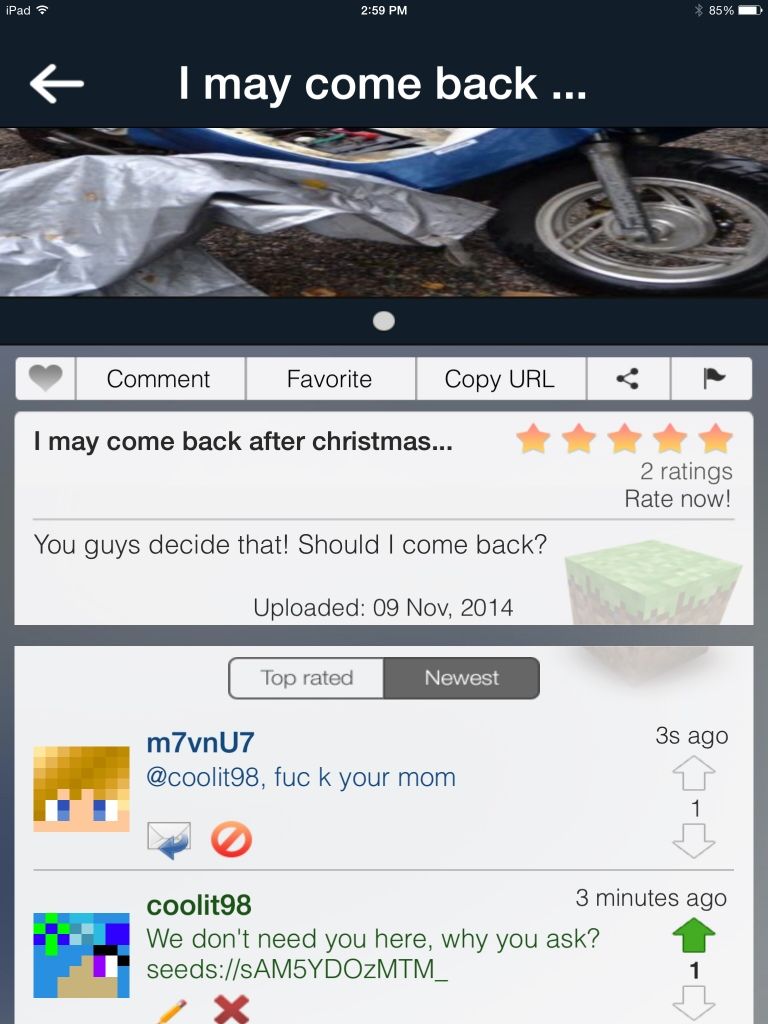 iPad 2:59 PM 85%
I may come back ...
Comment Favorite Copy URL
I may come back after christmas...
2 ratings
Rate now!
You guys decide that! Should I come back?
Uploaded: 09 Nov, 2014
Top rated Newest
m7vnU7 3s ago
@coolit98, fuc k your mom
1
coolit98 3 minutes ago
We don't need you here, why you ask?
seeds://sAM5YDOzMTM_
1